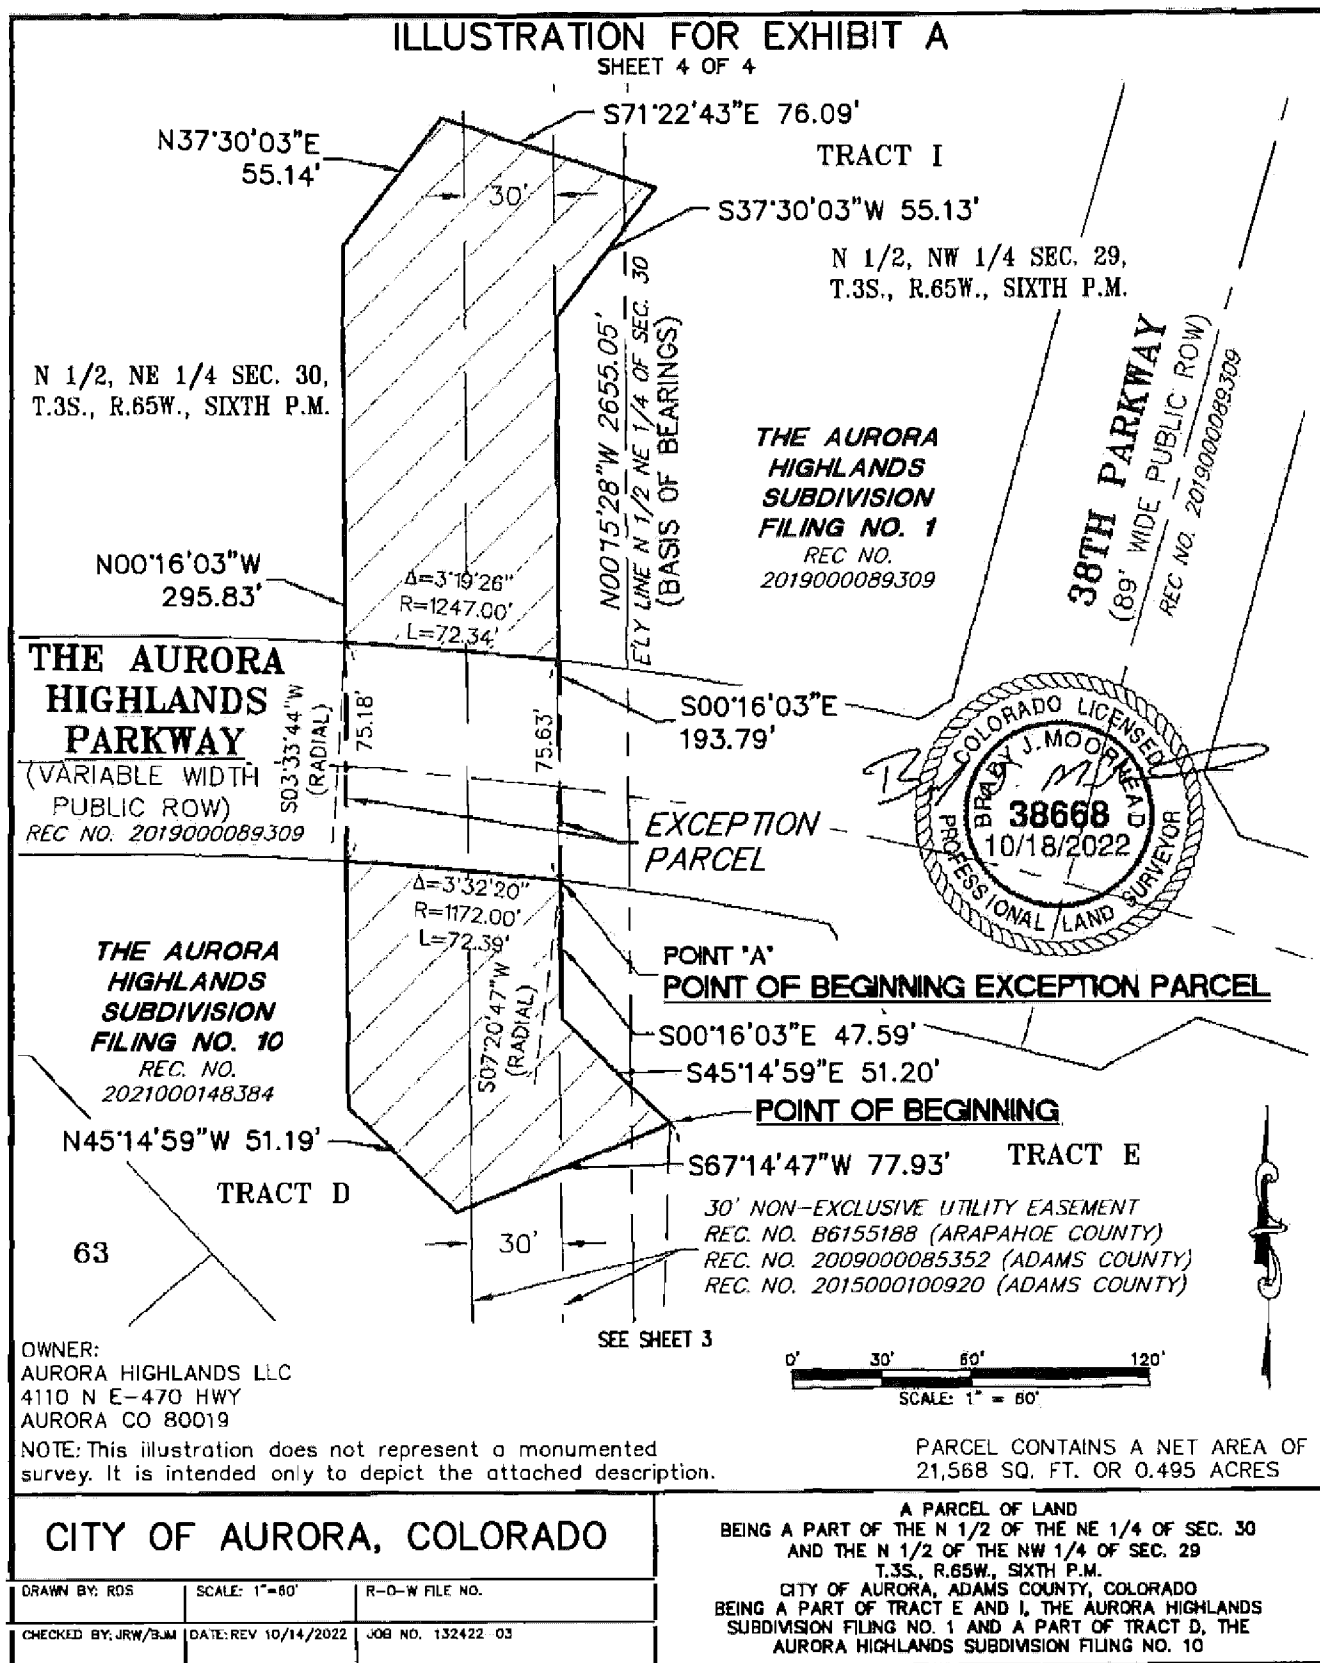 ILLUSTRATION FOR EXHIBIT A
SHEET 4 OF 4
S71°22'43"E 76.09'
N37°30'03"E
55.14'
TRACT I
30'
S37°30'03"W 55.13'
N 1/2, NW 1/4 SEC. 29,
T.3S., R.65W., SIXTH P.M.
N 1/2, NE 1/4 SEC. 30,
T.3S., R.65W., SIXTH P.M.
N00°15'28"W 2655.05'
E'LY LINE N 1/2 NE 1/4 OF SEC. 30
(BASIS OF BEARINGS)
38TH PARKWAY
(89' WIDE PUBLIC ROW)
REC NO. 2019000089309
THE AURORA
HIGHLANDS
SUBDIVISION
FILING NO. 1
REC NO.
2019000089309
N00°16'03"W
295.83'
Δ=3°19'26"
R=1247.00'
L=72.34'
THE AURORA
HIGHLANDS
PARKWAY
(VARIABLE WIDTH
PUBLIC ROW)
REC NO. 2019000089309
S03°33'44"W
(RADIAL)
75.18'
75.63'
S00°16'03"E
193.79'
EXCEPTION
PARCEL
COLORADO LICENSED
BRADY J. MOORHEAD
38668
10/18/2022
PROFESSIONAL LAND SURVEYOR
Δ=3°32'20"
R=1172.00'
L=72.39'
S07°20'47"W
(RADIAL)
POINT "A"
POINT OF BEGINNING EXCEPTION PARCEL
THE AURORA
HIGHLANDS
SUBDIVISION
FILING NO. 10
REC. NO.
2021000148384
S00°16'03"E 47.59'
S45°14'59"E 51.20'
POINT OF BEGINNING
N45°14'59"W 51.19'
S67°14'47"W 77.93'
TRACT E
TRACT D
63
30'
30' NON-EXCLUSIVE UTILITY EASEMENT
REC. NO. B6155188 (ARAPAHOE COUNTY)
REC. NO. 2009000085352 (ADAMS COUNTY)
REC. NO. 2015000100920 (ADAMS COUNTY)
SEE SHEET 3
OWNER:
AURORA HIGHLANDS LLC
4110 N E-470 HWY
AURORA CO 80019
0' 30' 60' 120'
SCALE: 1" = 60'
NOTE: This illustration does not represent a monumented
survey. It is intended only to depict the attached description.
PARCEL CONTAINS A NET AREA OF
21,568 SQ. FT. OR 0.495 ACRES
CITY OF AURORA, COLORADO
DRAWN BY: RDS
SCALE: 1"=60'
R-O-W FILE NO.
CHECKED BY: JRW/BJM
DATE: REV 10/14/2022
JOB NO. 132422-03
A PARCEL OF LAND
BEING A PART OF THE N 1/2 OF THE NE 1/4 OF SEC. 30
AND THE N 1/2 OF THE NW 1/4 OF SEC. 29
T.3S., R.65W., SIXTH P.M.
CITY OF AURORA, ADAMS COUNTY, COLORADO
BEING A PART OF TRACT E AND I, THE AURORA HIGHLANDS
SUBDIVISION FILING NO. 1 AND A PART OF TRACT D, THE
AURORA HIGHLANDS SUBDIVISION FILING NO. 10